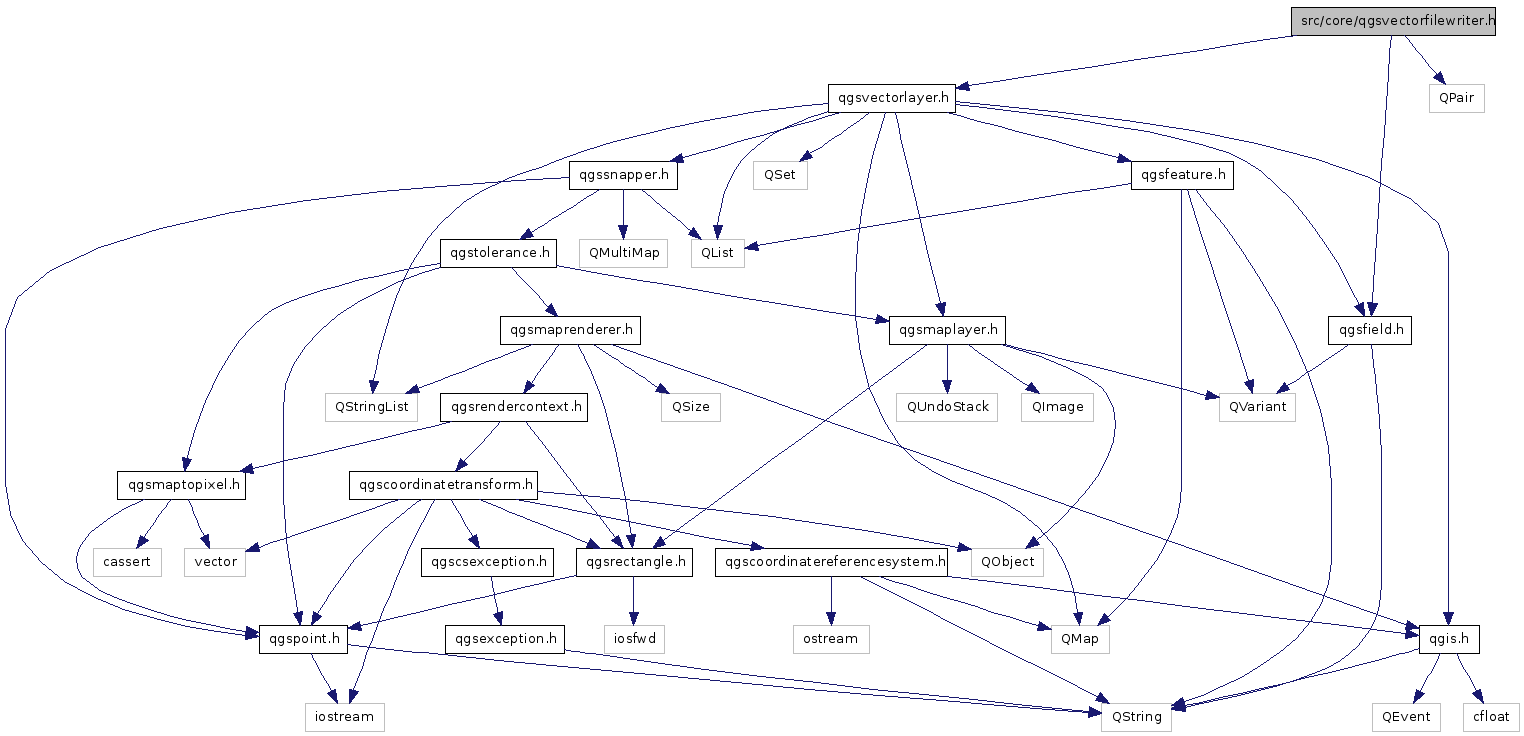 src/core/qgsvectorfilewriter.h
qgsvectorlayer.h
QPair
qgssnapper.h
QSet
qgsfeature.h
qgstolerance.h
QMultiMap
QList
qgsmaprenderer.h
qgsmaplayer.h
qgsfield.h
QStringList
qgsrendercontext.h
QSize
QUndoStack
QImage
QVariant
qgsmaptopixel.h
qgscoordinatetransform.h
cassert
vector
qgscsexception.h
qgsrectangle.h
qgscoordinatereferencesystem.h
QObject
qgspoint.h
qgsexception.h
iosfwd
ostream
QMap
qgis.h
iostream
QString
QEvent
cfloat